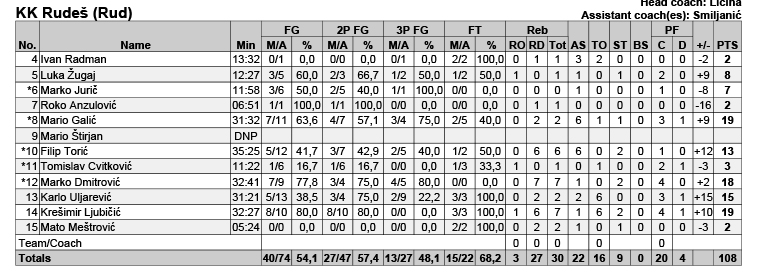 KK Rudeš (Rud)
Head coach: Ličina
Assistant coach(es): Smiljanić
FG 2P FG 3P FG FT Reb PF
No. Name Min M/A % M/A % M/A % M/A % RO RD Tot AS TO ST BS C D +/- PTS
4 Ivan Radman 13:32 0/1 0,0 0/0 0,0 0/1 0,0 2/2 100,0 0 1 1 3 2 0 0 0 0 -2 2
5 Luka Žugaj 12:27 3/5 60,0 2/3 66,7 1/2 50,0 1/2 50,0 1 0 1 1 0 1 0 2 0 +9 8
*6 Marko Jurič 11:58 3/6 50,0 2/5 40,0 1/1 100,0 0/0 0,0 0 0 0 0 0 0 0 1 0 -8 7
7 Roko Anzulović 06:51 1/1 100,0 1/1 100,0 0/0 0,0 0/0 0,0 0 1 1 0 0 0 0 0 0 -16 2
*8 Mario Galić 31:32 7/11 63,6 4/7 57,1 3/4 75,0 2/5 40,0 0 2 2 6 1 1 0 3 1 +9 19
9 Mario Štirjan DNP
*10 Filip Torić 35:25 5/12 41,7 3/7 42,9 2/5 40,0 1/2 50,0 0 6 6 6 0 2 0 1 0 +12 13
*11 Tomislav Cvitković 11:22 1/6 16,7 1/6 16,7 0/0 0,0 1/3 33,3 1 0 1 0 1 0 0 2 1 -3 3
*12 Marko Dmitrović 32:41 7/9 77,8 3/4 75,0 4/5 80,0 0/0 0,0 0 7 7 1 0 2 0 4 0 +2 18
13 Karlo Uljarević 31:21 5/13 38,5 3/4 75,0 2/9 22,2 3/3 100,0 0 2 2 2 6 2 0 3 1 +15 15
14 Krešimir Ljubičić 32:27 8/10 80,0 8/10 80,0 0/0 0,0 3/3 100,0 1 6 7 1 6 2 0 4 1 +10 19
15 Mato Meštrović 05:24 0/0 0,0 0/0 0,0 0/0 0,0 2/2 100,0 0 2 2 1 0 1 0 0 0 -3 2
Team/Coach 0 0 0 0 0
Totals 40/74 54,1 27/47 57,4 13/27 48,1 15/22 68,2 3 27 30 22 16 9 0 20 4 108